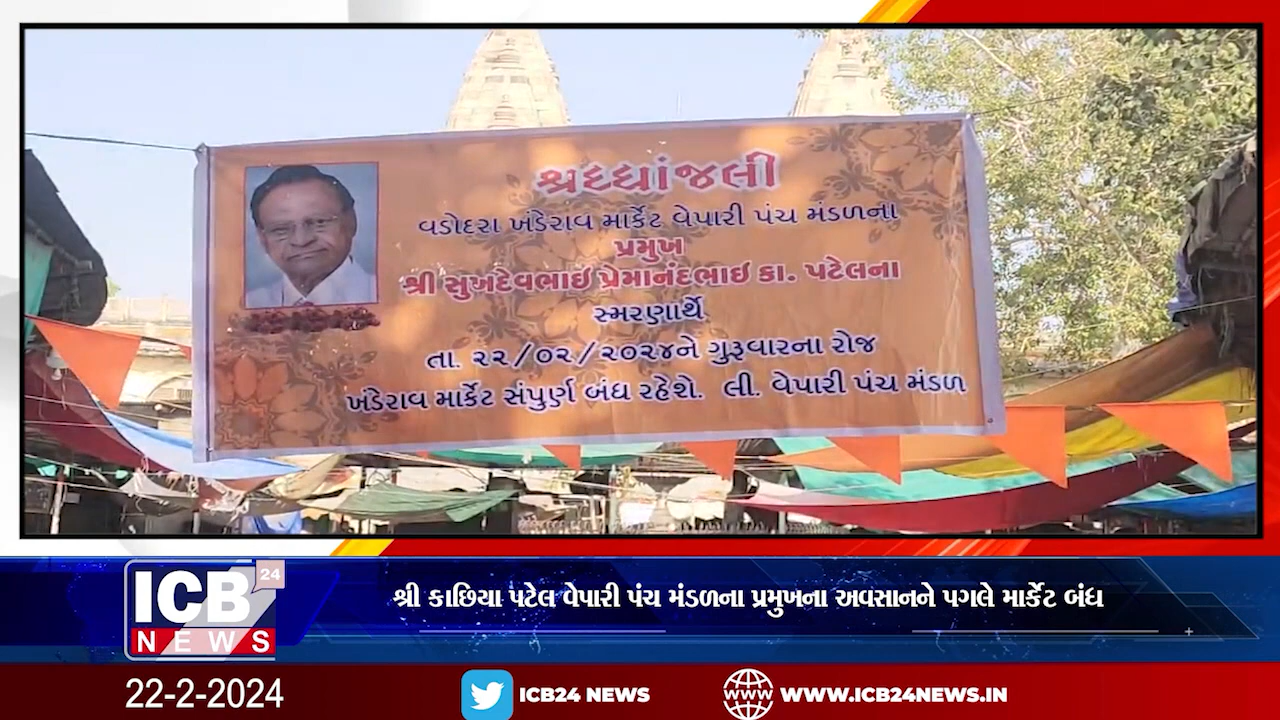 શ્રધ્ધાંજલી
વડોદરા ખંડેરાવ માર્કેટ વેપારી પંચ મંડળના
પ્રમુખ
શ્રી સુખદેવભાઇ પ્રેમાનંદભાઇ કા. પટેલના
સ્મરણાર્થે
તા. ૨૨/૦૨/૨૦૨૪ને ગુરૂવારના રોજ
ખંડેરાવ માર્કેટ સંપુર્ણ બંધ રહેશે. લી. વેપારી પંચ મંડળ
ICB 24
NEWS
શ્રી કાછિયા પટેલ વેપારી પંચ મંડળના પ્રમુખના અવસાનને પગલે માર્કેટ બંધ
22-2-2024
ICB24 NEWS
WWW.ICB24NEWS.IN